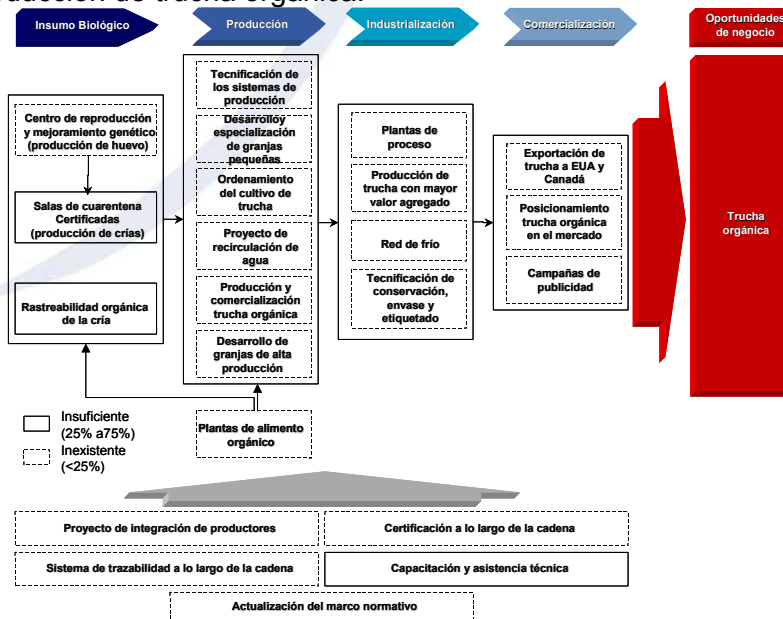 ducción de trucha orgánica.
Insumo Biológico
Producción
Industrialización
Comercialización
Oportunidades
de negocio
Centro de reproducción
y mejoramiento genético
(producción de huevo)
Salas de cuarentena
Certificadas
(producción de crías)
Rastreabilidad orgánica
de la cría
Tecnificación de
los sistemas de
producción
Desarrolloy
especialización
de granjas
pequeñas
Ordenamiento
del cultivo de
trucha
Proyecto de
recirculación de
agua
Producción y
comercialización
trucha orgánica
Desarrollo de
granjas de alta
producción
Plantas de
proceso
Producción de
trucha con mayor
valor agregado
Red de frío
Tecnificación de
conservación,
envase y
etiquetado
Exportación de
trucha a EUA y
Canadá
Posicionamiento
trucha orgánica
en el mercado
Campañas de
publicidad
Trucha
orgánica
Insuficiente
(25% a75%)
Inexistente
(<25%)
Plantas de alimento
orgánico
Proyecto de integración de productores
Certificación a lo largo de la cadena
Sistema de trazabilidad a lo largo de la cadena
Capacitación y asistencia técnica
Actualización del marco normativo